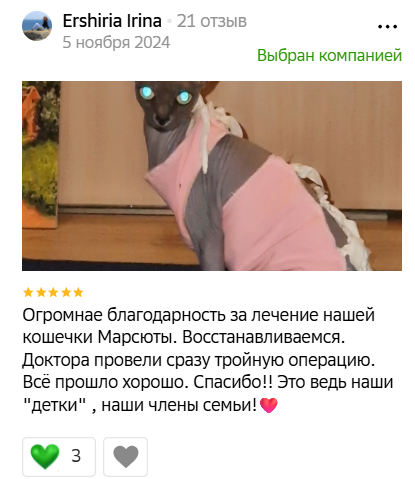 Ershiria Irina • 21 отзыв
5 ноября 2024
Выбран компанией
Огромнае благодарность за лечение нашей
кошечки Марсюты. Восстанавливаемся.
Доктора провели сразу тройную операцию.
Всё прошло хорошо. Спасибо!! Это ведь наши
"детки" , наши члены семьи!💖
3